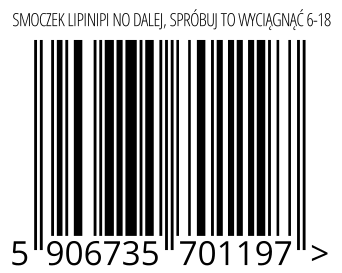 SMOCZEK LIPINIPI NO DALEJ, SPRÓBUJ TO WYCIĄGNĄĆ 6-18
5 906735 701197 >